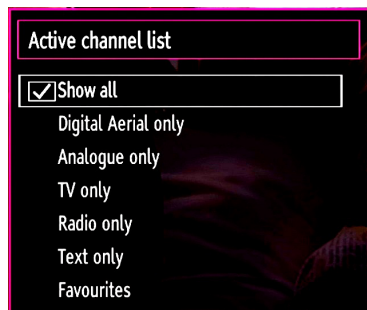 Active channel list
Show all
Digital Aerial only
Analogue only
TV only
Radio only
Text only
Favourites